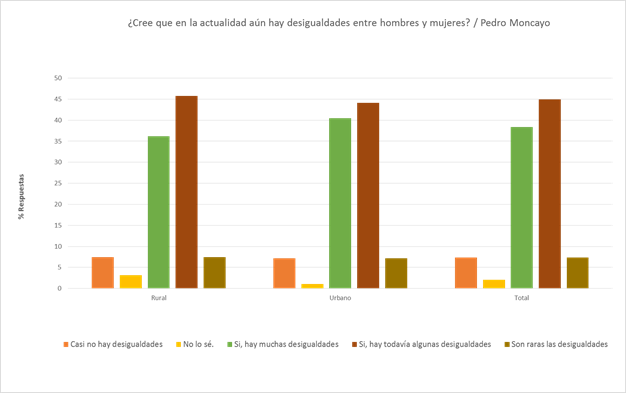 ¿Cree que en la actualidad aún hay desigualdades entre hombres y mujeres? / Pedro Moncayo
50
45
40
35
30
25
20
15
10
5
0
% Respuestas
Rural Urbano Total
Casi no hay desigualdades No lo sé. Si, hay muchas desigualdades Si, hay todavía algunas desigualdades Son raras las desigualdades